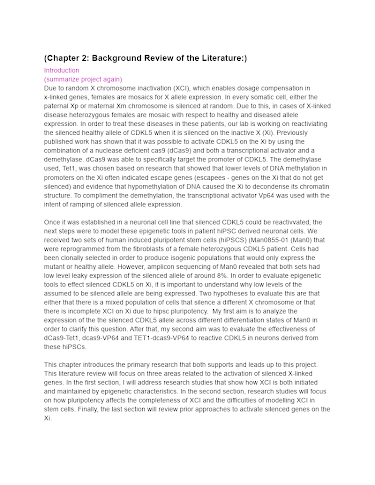 (Chapter 2: Background Review of the Literature:)
Introduction
(summarize project again)
Due to random X chromosome inactivation (XCI), which enables dosage compensation in
x-linked genes, females are mosaics for X allele expression. In every somatic cell, either the
paternal Xp or maternal Xm chromosome is silenced at random. Due to this, in cases of X-linked
disease heterozygous females are mosaic with respect to healthy and diseased allele
expression. In order to treat these diseases in these patients, our lab is working on reactivating
the silenced healthy allele of CDKL5 when it is silenced on the inactive X (Xi). Previously
published work has shown that it was possible to activate CDKL5 on the Xi by using the
combination of a nuclease deficient cas9 (dCas9) and both a transcriptional activator and a
demethylase. dCas9 was able to specifically target the promoter of CDKL5. The demethylase
used, Tet1, was chosen based on research that showed that lower levels of DNA methylation in
promoters on the Xi often indicated escape genes (escapees - genes on the Xi that do not get
silenced) and evidence that hypomethylation of DNA caused the Xi to decondense its chromatin
structure. To compliment the demethylation, the transcriptional activator Vp64 was used with the
intent of ramping of silenced allele expression.
Once it was established in a neuronal cell line that silenced CDKL5 could be reactivated, the
next steps were to model these epigenetic tools in patient hiPSC derived neuronal cells. We
received two sets of human induced pluripotent stem cells (hiPSCS) (Man0855-01 (Man0) that
were reprogrammed from the fibroblasts of a female heterozygous CDKL5 patient. Cells had
been clonally selected in order to produce isogenic populations that would only express the
mutant or healthy allele. However, amplicon sequencing of Man0 revealed that both sets had
low level leaky expression of the silenced allele of around 8%. In order to evaluate epigenetic
tools to effect silenced CDKL5 on Xi, it is important to understand why low levels of the
assumed to be silenced allele are being expressed. Two hypotheses to evaluate this are that
either that there is a mixed population of cells that silence a different X chromosome or that
there is incomplete XCI on Xi due to hipsc pluripotency. My first aim is to analyze the
expression of the the silenced CDKL5 allele across different differentiation states of Man0 in
order to clarify this question. After that, my second aim was to evaluate the effectiveness of
dCas9-Tet1, dcas9-VP64 and TET1-dcas9-VP64 to reactive CDKL5 in neurons derived from
these hiPSCs.
This chapter introduces the primary research that both supports and leads up to this project.
This literature review will focus on three areas related to the activation of silenced X-linked
genes. In the first section, I will address research studies that show how XCI is both initiated
and maintained by epigenetic characteristics. In the second section, research studies will focus
on how pluripotency affects the completeness of XCI and the difficulties of modelling XCI in
stem cells. Finally, the last section will review prior approaches to activate silenced genes on the
Xi.